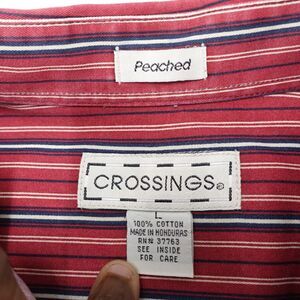 Peached
CROSSINGS®
L
100% COTTON
MADE IN HONDURAS
RN# 37763
SEE INSIDE
FOR CARE